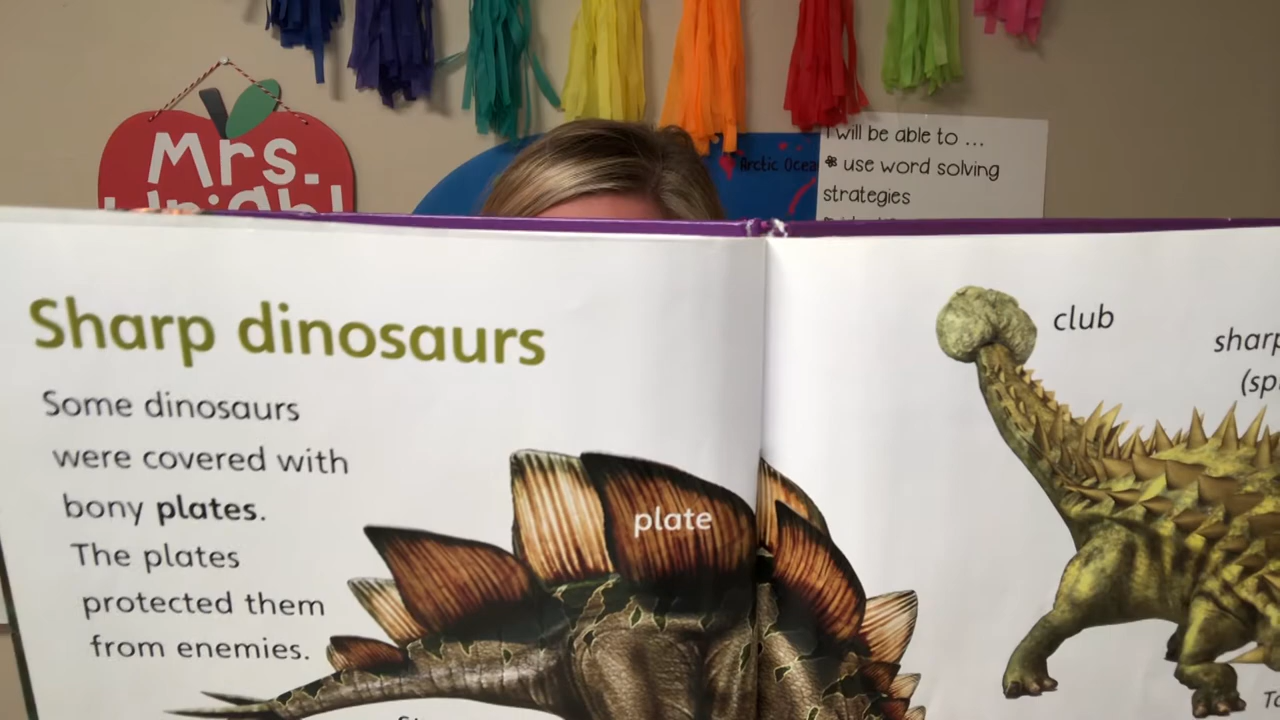 Mrs.
Arctic Ocea
I will be able to ...
use word solving
strategies
Sharp dinosaurs
Some dinosaurs
were covered with
bony plates.
The plates
protected them
from enemies.
plate
club
sharp
(sp